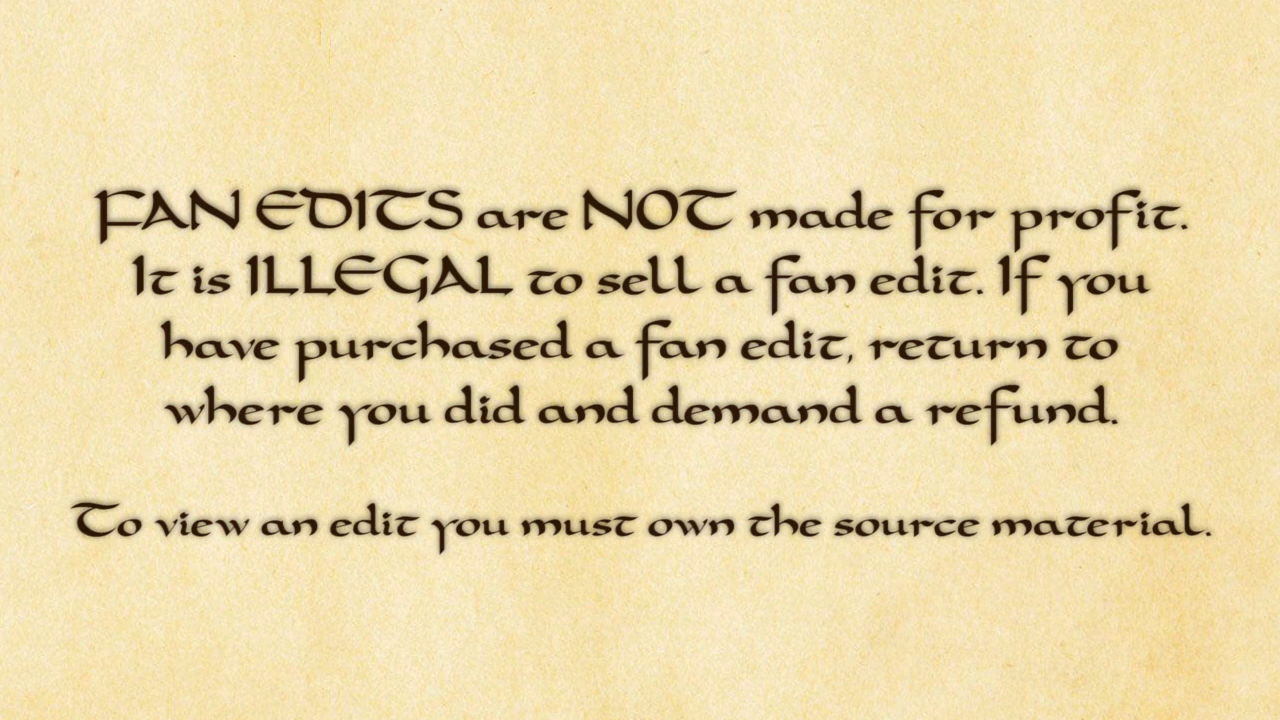 FAN EDITS are NOT made for profit.
It is ILLEGAL to sell a fan edit. If you
have purchased a fan edit, return to
where you did and demand a refund.
To view an edit you must own the source material.